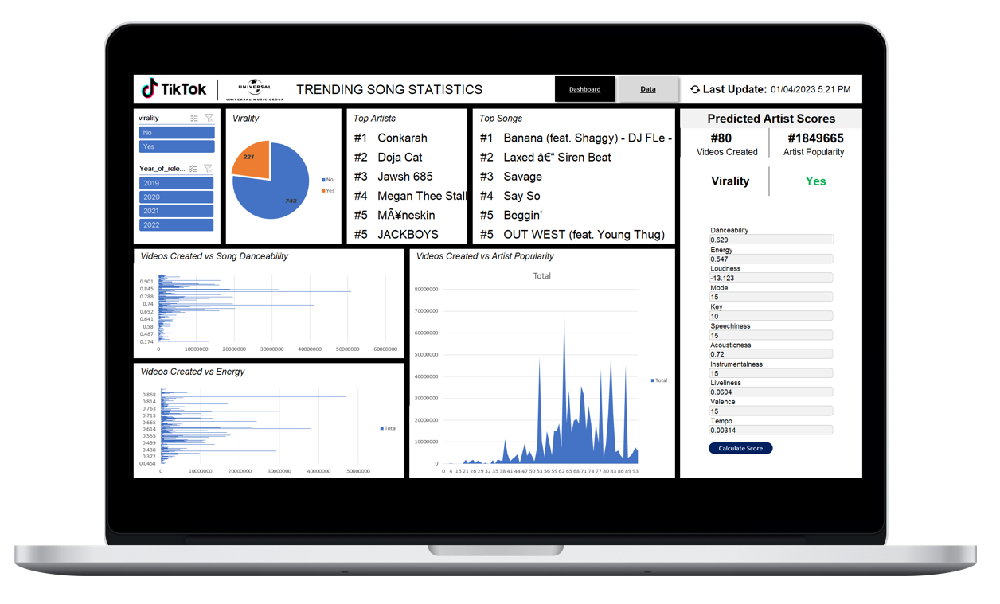 TikTok
UNIVERSAL
UNIVERSAL MUSIC GROUP
TRENDING SONG STATISTICS
Dashboard
Data
Last Update: 01/04/2023 5:21 PM
virality
No
Yes
Year_of_rele...
2019
2020
2021
2022
Virality
221
743
No
Yes
Top Artists
#1 Conkarah
#2 Doja Cat
#3 Jawsh 685
#4 Megan Thee Stall
#5 MÃ¥neskin
#5 JACKBOYS
Top Songs
#1 Banana (feat. Shaggy) - DJ FLe -
#2 Laxed â€“ Siren Beat
#3 Savage
#4 Say So
#5 Beggin'
#5 OUT WEST (feat. Young Thug)
Predicted Artist Scores
#80
Videos Created
#1849665
Artist Popularity
Virality
Yes
Danceability
0.629
Energy
0.547
Loudness
-13.123
Mode
15
Key
10
Speechiness
15
Acousticness
0.72
Instrumentalness
15
Liveliness
0.0604
Valence
15
Tempo
0.00314
Calculate Score
Videos Created vs Song Danceability
0.901
0.845
0.788
0.74
0.692
0.641
0.58
0.487
0.174
0 10000000 20000000 30000000 40000000 50000000 60000000
Videos Created vs Energy
0.868
0.814
0.763
0.713
0.665
0.614
0.555
0.499
0.438
0.372
0.0458
0 10000000 20000000 30000000 40000000 50000000
Total
Videos Created vs Artist Popularity
Total
80000000
70000000
60000000
50000000
40000000
30000000
20000000
10000000
0
0 4 16 21 26 29 32 35 38 41 44 47 50 53 56 59 62 65 68 71 74 77 80 83 86 89 93
Total